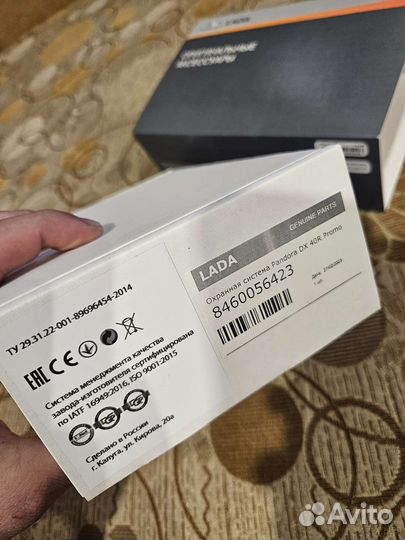 ОРИГИНАЛЬНЫЕ
АКСЕССУАРЫ
LADA
GENUINE PARTS
Охранная система Pandora DX 40R Promo
8460056423
Дата:
1 шт.
ТУ 29.31.22-001-89696454-2014
EAC CE
Система менеджмента качества
завода-изготовителя сертифицирована
по IATF 16949:2016, ISO 9001:2015
Сделано в России
г. Калуга, ул. Кирова, 20а
Avito